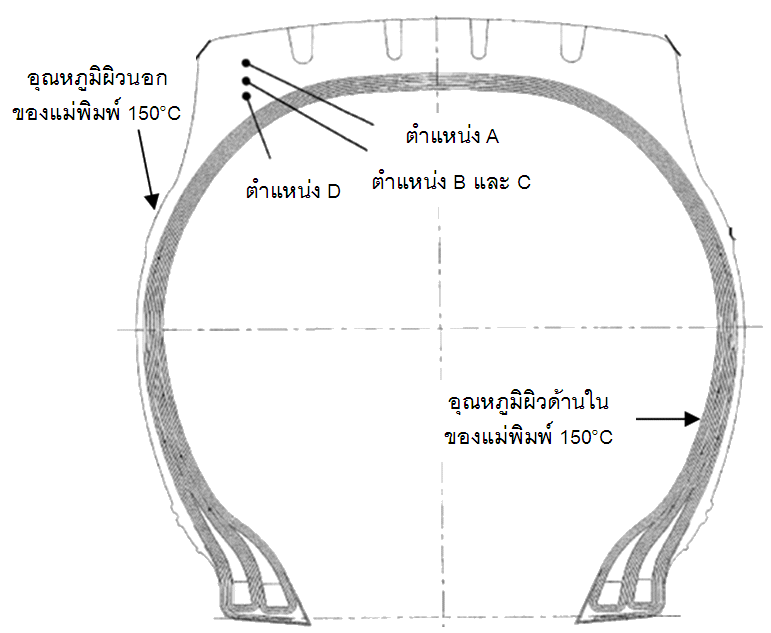 อุณหภูมิผิวนอก
ของแม่พิมพ์ 150°C
ตำแหน่ง A
ตำแหน่ง B และ C
ตำแหน่ง D
อุณหภูมิผิวด้านใน
ของแม่พิมพ์ 150°C